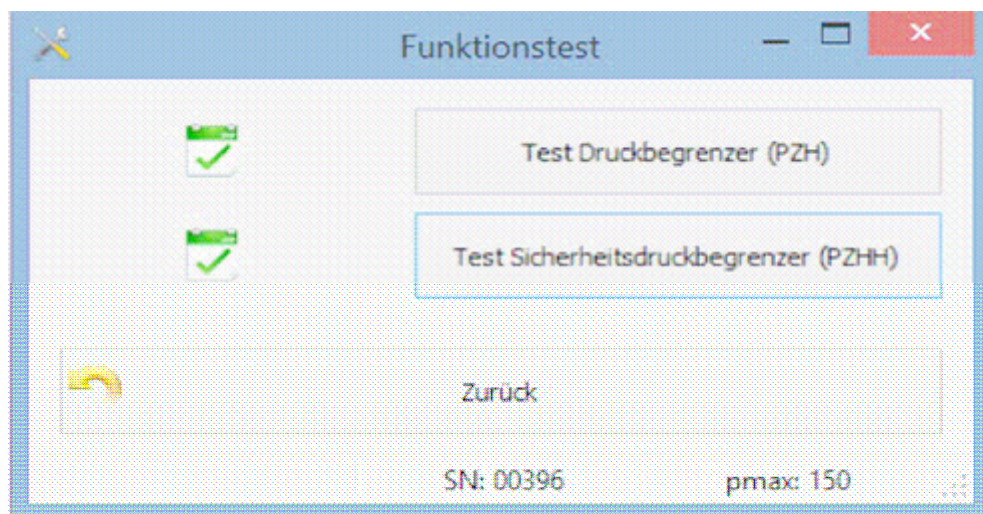 Funktionstest
Test Druckbegrenzer (PZH)
Test Sicherheitsdruckbegrenzer (PZHH)
Zurück
SN: 00396 pmax: 150